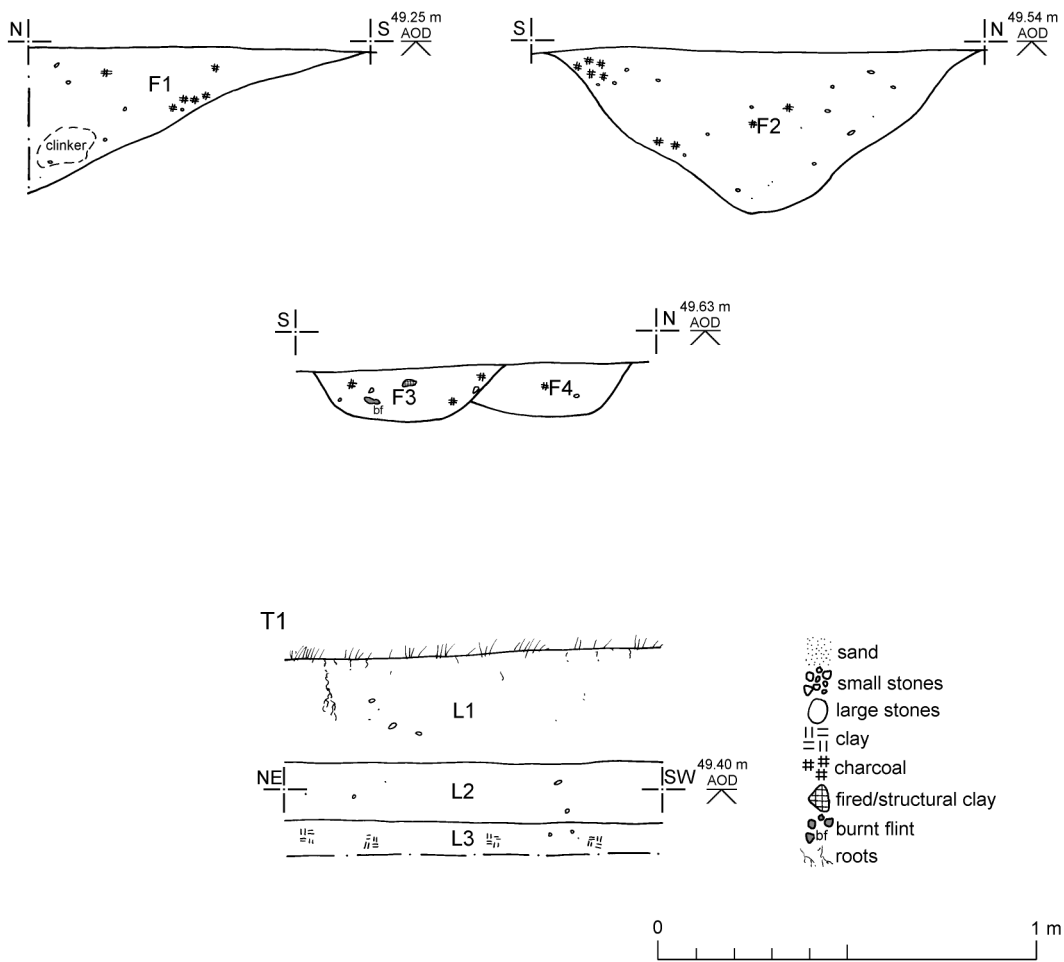 N
S
49.25 m
AOD
F1
clinker
S
N
49.54 m
AOD
F2
S
N
49.63 m
AOD
F3
bf
F4
T1
L1
NE
L2
SW
49.40 m
AOD
L3
sand
small stones
large stones
clay
charcoal
fired/structural clay
bf
burnt flint
roots
0
1 m